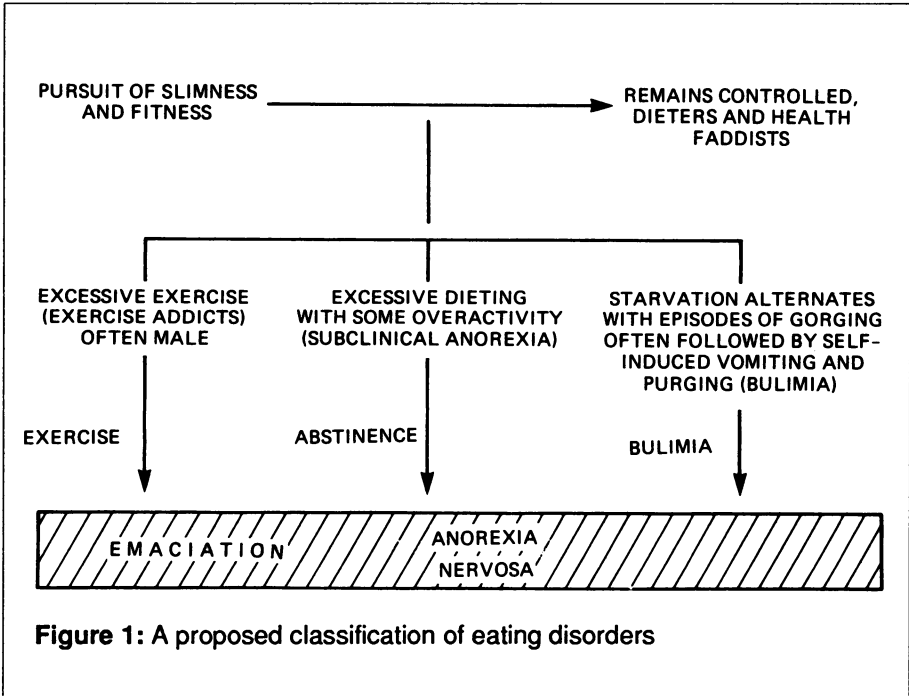 PURSUIT OF SLIMNESS
AND FITNESS
REMAINS CONTROLLED,
DIETERS AND HEALTH
FADDISTS
EXCESSIVE EXERCISE
(EXERCISE ADDICTS)
OFTEN MALE
EXCESSIVE DIETING
WITH SOME OVERACTIVITY
(SUBCLINICAL ANOREXIA)
STARVATION ALTERNATES
WITH EPISODES OF GORGING
OFTEN FOLLOWED BY SELF-
INDUCED VOMITING AND
PURGING (BULIMIA)
EXERCISE
ABSTINENCE
BULIMIA
EMACIATION
ANOREXIA
NERVOSA
Figure 1: A proposed classification of eating disorders